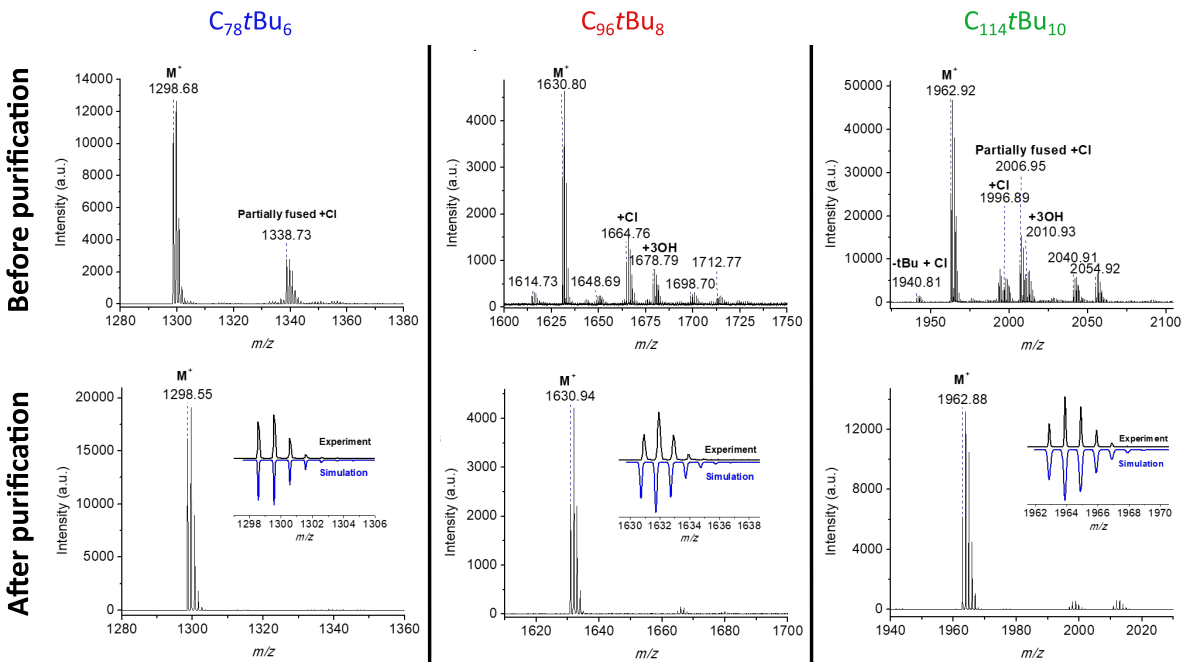 C78tBu6
C96tBu8
C114tBu10
Before purification
Intensity (a.u.)
14000
12000
10000
8000
6000
4000
2000
0
M+
1298.68
Partially fused +Cl
1338.73
1280 1300 1320 1340 1360 1380
m/z
Intensity (a.u.)
4000
3000
2000
1000
0
M+
1630.80
+Cl
1664.76
+3OH
1678.79
1712.77
1614.73
1648.69
1698.70
1600 1625 1650 1675 1700 1725 1750
m/z
Intensity (a.u.)
50000
40000
30000
20000
10000
0
M+
1962.92
Partially fused +Cl
2006.95
+Cl
1996.89
+3OH
2010.93
-tBu + Cl
1940.81
2040.91
2054.92
1950 2000 2050 2100
m/z
After purification
Intensity (a.u.)
20000
15000
10000
5000
0
M+
1298.55
Experiment
Simulation
1298 1300 1302 1304 1306
m/z
1280 1300 1320 1340 1360
m/z
Intensity (a.u.)
4000
3000
2000
1000
0
M+
1630.94
Experiment
Simulation
1630 1632 1634 1636 1638
m/z
1620 1640 1660 1680 1700
m/z
Intensity (a.u.)
12000
8000
4000
0
M+
1962.88
Experiment
Simulation
1962 1964 1966 1968 1970
m/z
1940 1960 1980 2000 2020
m/z